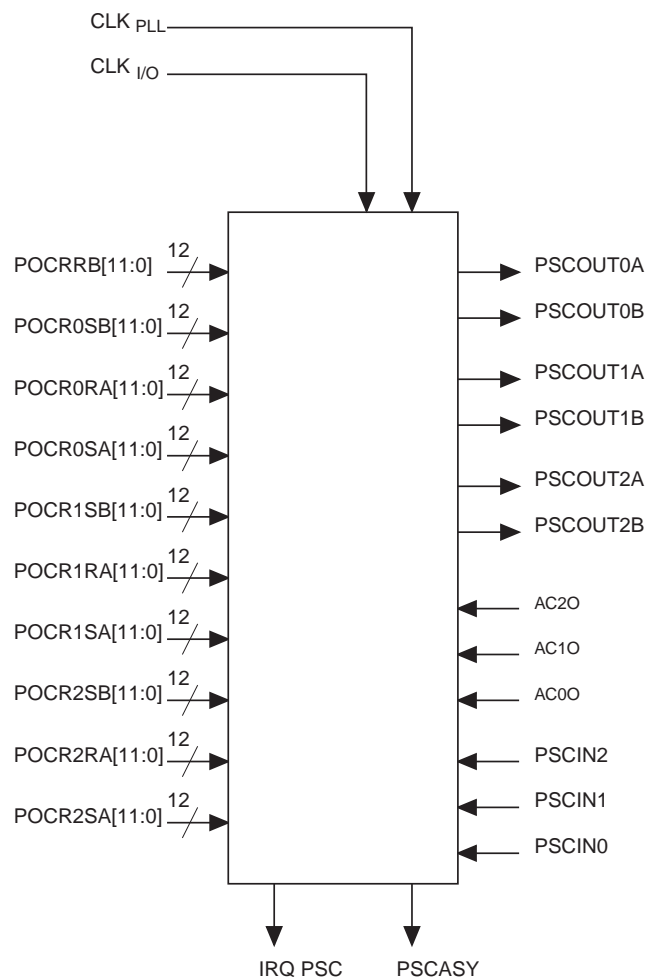 CLK PLL
CLK I/O
POCRRB[11:0] 12
POCR0SB[11:0] 12
POCR0RA[11:0] 12
POCR0SA[11:0] 12
POCR1SB[11:0] 12
POCR1RA[11:0] 12
POCR1SA[11:0] 12
POCR2SB[11:0] 12
POCR2RA[11:0] 12
POCR2SA[11:0] 12
PSCOUT0A
PSCOUT0B
PSCOUT1A
PSCOUT1B
PSCOUT2A
PSCOUT2B
AC2O
AC1O
AC0O
PSCIN2
PSCIN1
PSCIN0
IRQ PSC
PSCASY